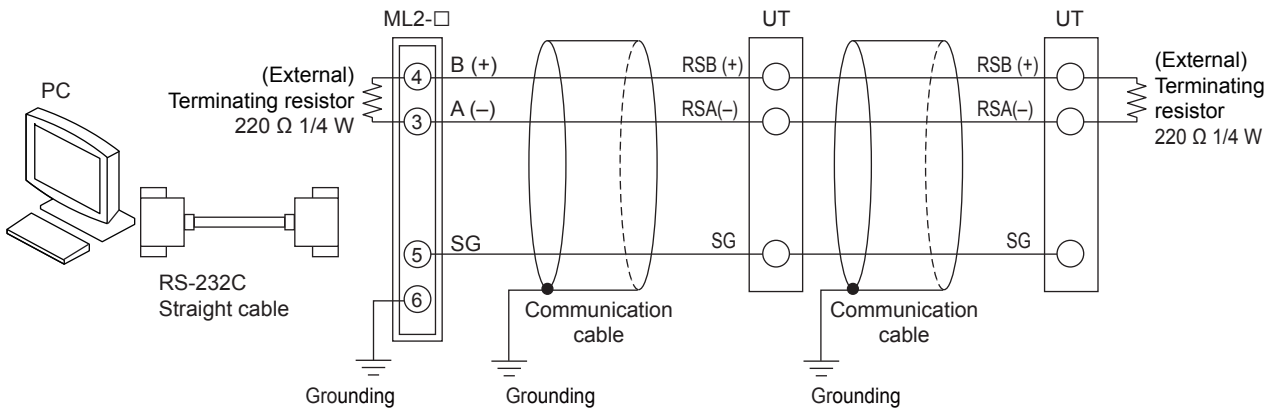 ML2-□
UT
UT
PC
(External)
Terminating resistor
220 Ω 1/4 W
4
B (+)
RSB (+)
RSB (+)
(External)
Terminating
resistor
220 Ω 1/4 W
3
A (–)
RSA(–)
RSA(–)
5
SG
SG
SG
6
RS-232C
Straight cable
Communication
cable
Communication
cable
Grounding
Grounding
Grounding